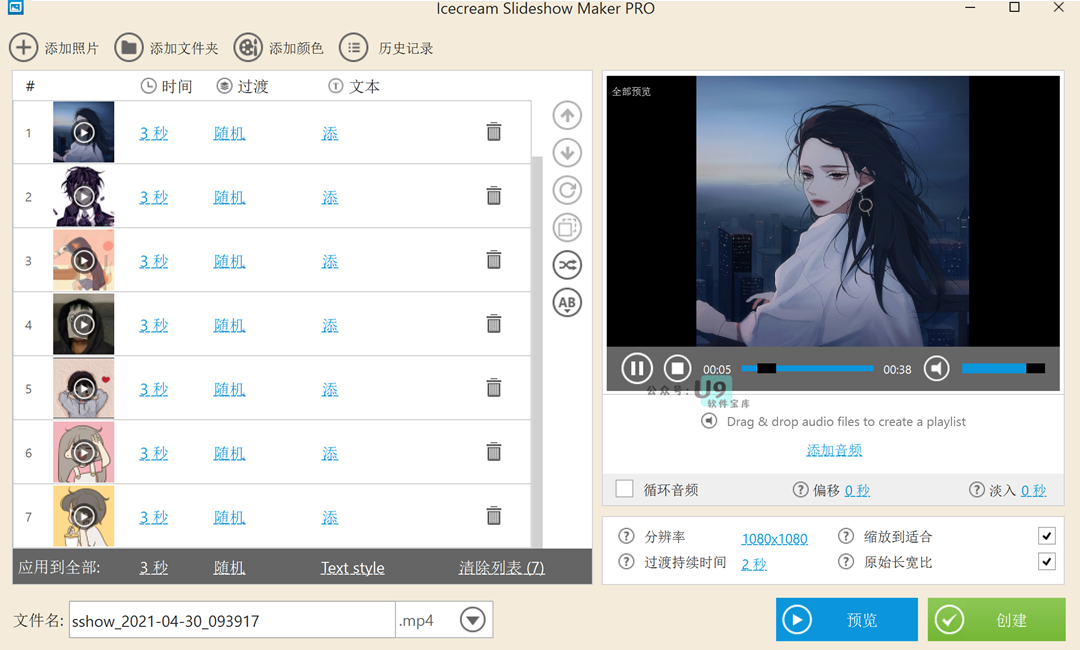 Icecream Slideshow Maker PRO
添加照片 添加文件夹 添加颜色 历史记录
# 时间 过渡 文本
1 3 秒 随机 添
2 3 秒 随机 添
3 3 秒 随机 添
4 3 秒 随机 添
5 3 秒 随机 添
6 3 秒 随机 添
7 3 秒 随机 添
应用到全部: 3 秒 随机 Text style 清除列表 (7)
文件名: sshow_2021-04-30_093917 .mp4
AB
全部预览
00:05 00:38
公众号: U9
软件宝库
Drag & drop audio files to create a playlist
添加音频
循环音频 偏移 0 秒 淡入 0 秒
分辨率 1080x1080 缩放到适合
过渡持续时间 2 秒 原始长宽比
预览 创建